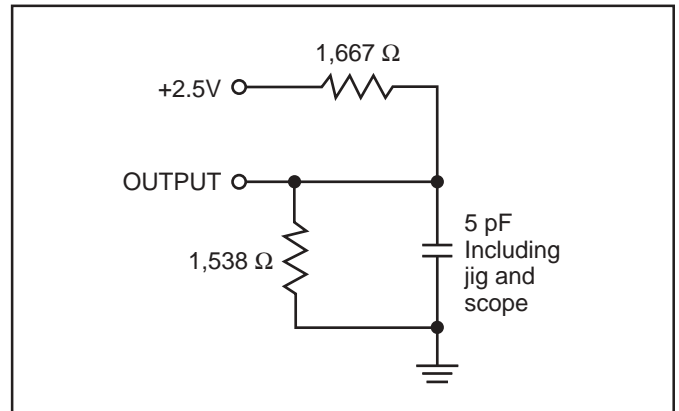 1,667 Ω
+2.5V
OUTPUT
1,538 Ω
5 pF
Including
jig and
scope